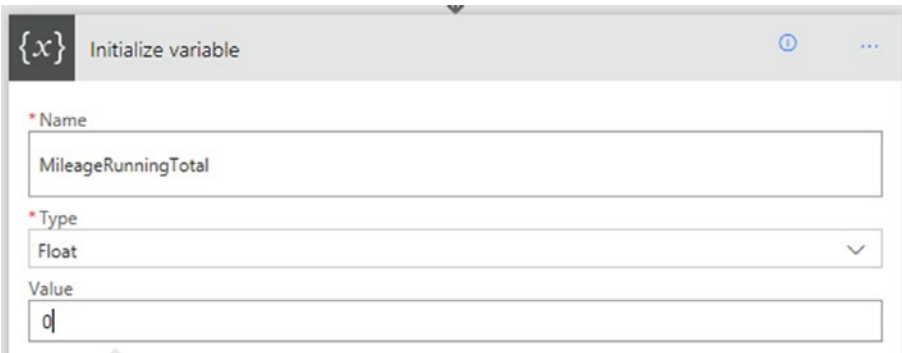 {x} Initialize variable
* Name
MileageRunningTotal
* Type
Float
Value
0